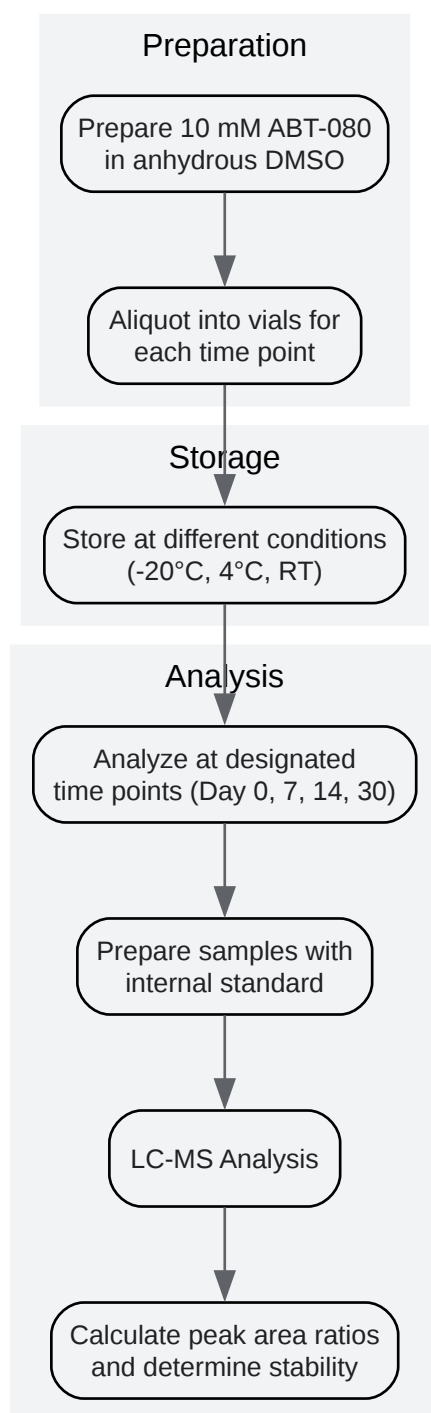 Preparation
Prepare 10 mM ABT-080
in anhydrous DMSO
Aliquot into vials for
each time point
Storage
Store at different conditions
(-20°C, 4°C, RT)
Analysis
Analyze at designated
time points (Day 0, 7, 14, 30)
Prepare samples with
internal standard
LC-MS Analysis
Calculate peak area ratios
and determine stability